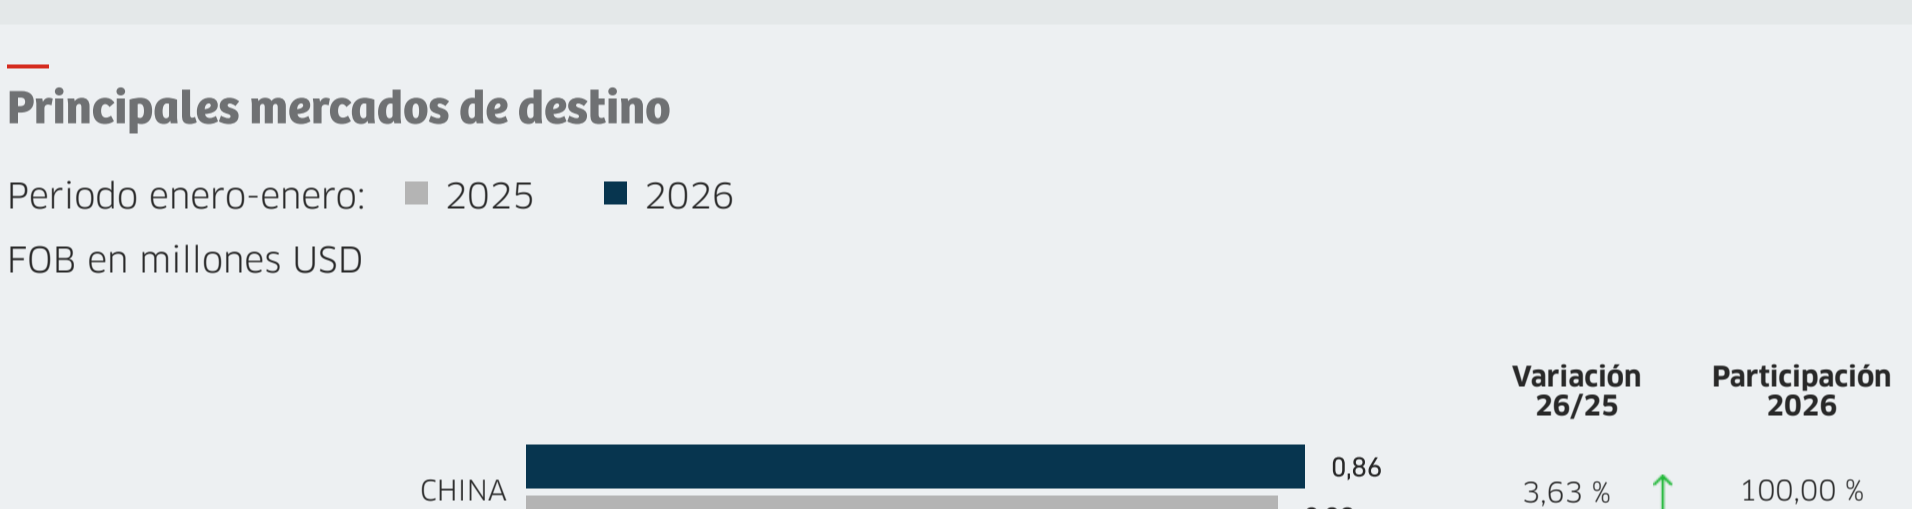 Principales mercados de destino
Periodo enero-enero: 2025 2026
FOB en millones USD
Variación Participación
26/25 2026
0,86
CHINA 3,63 % ↑ 100,00 %